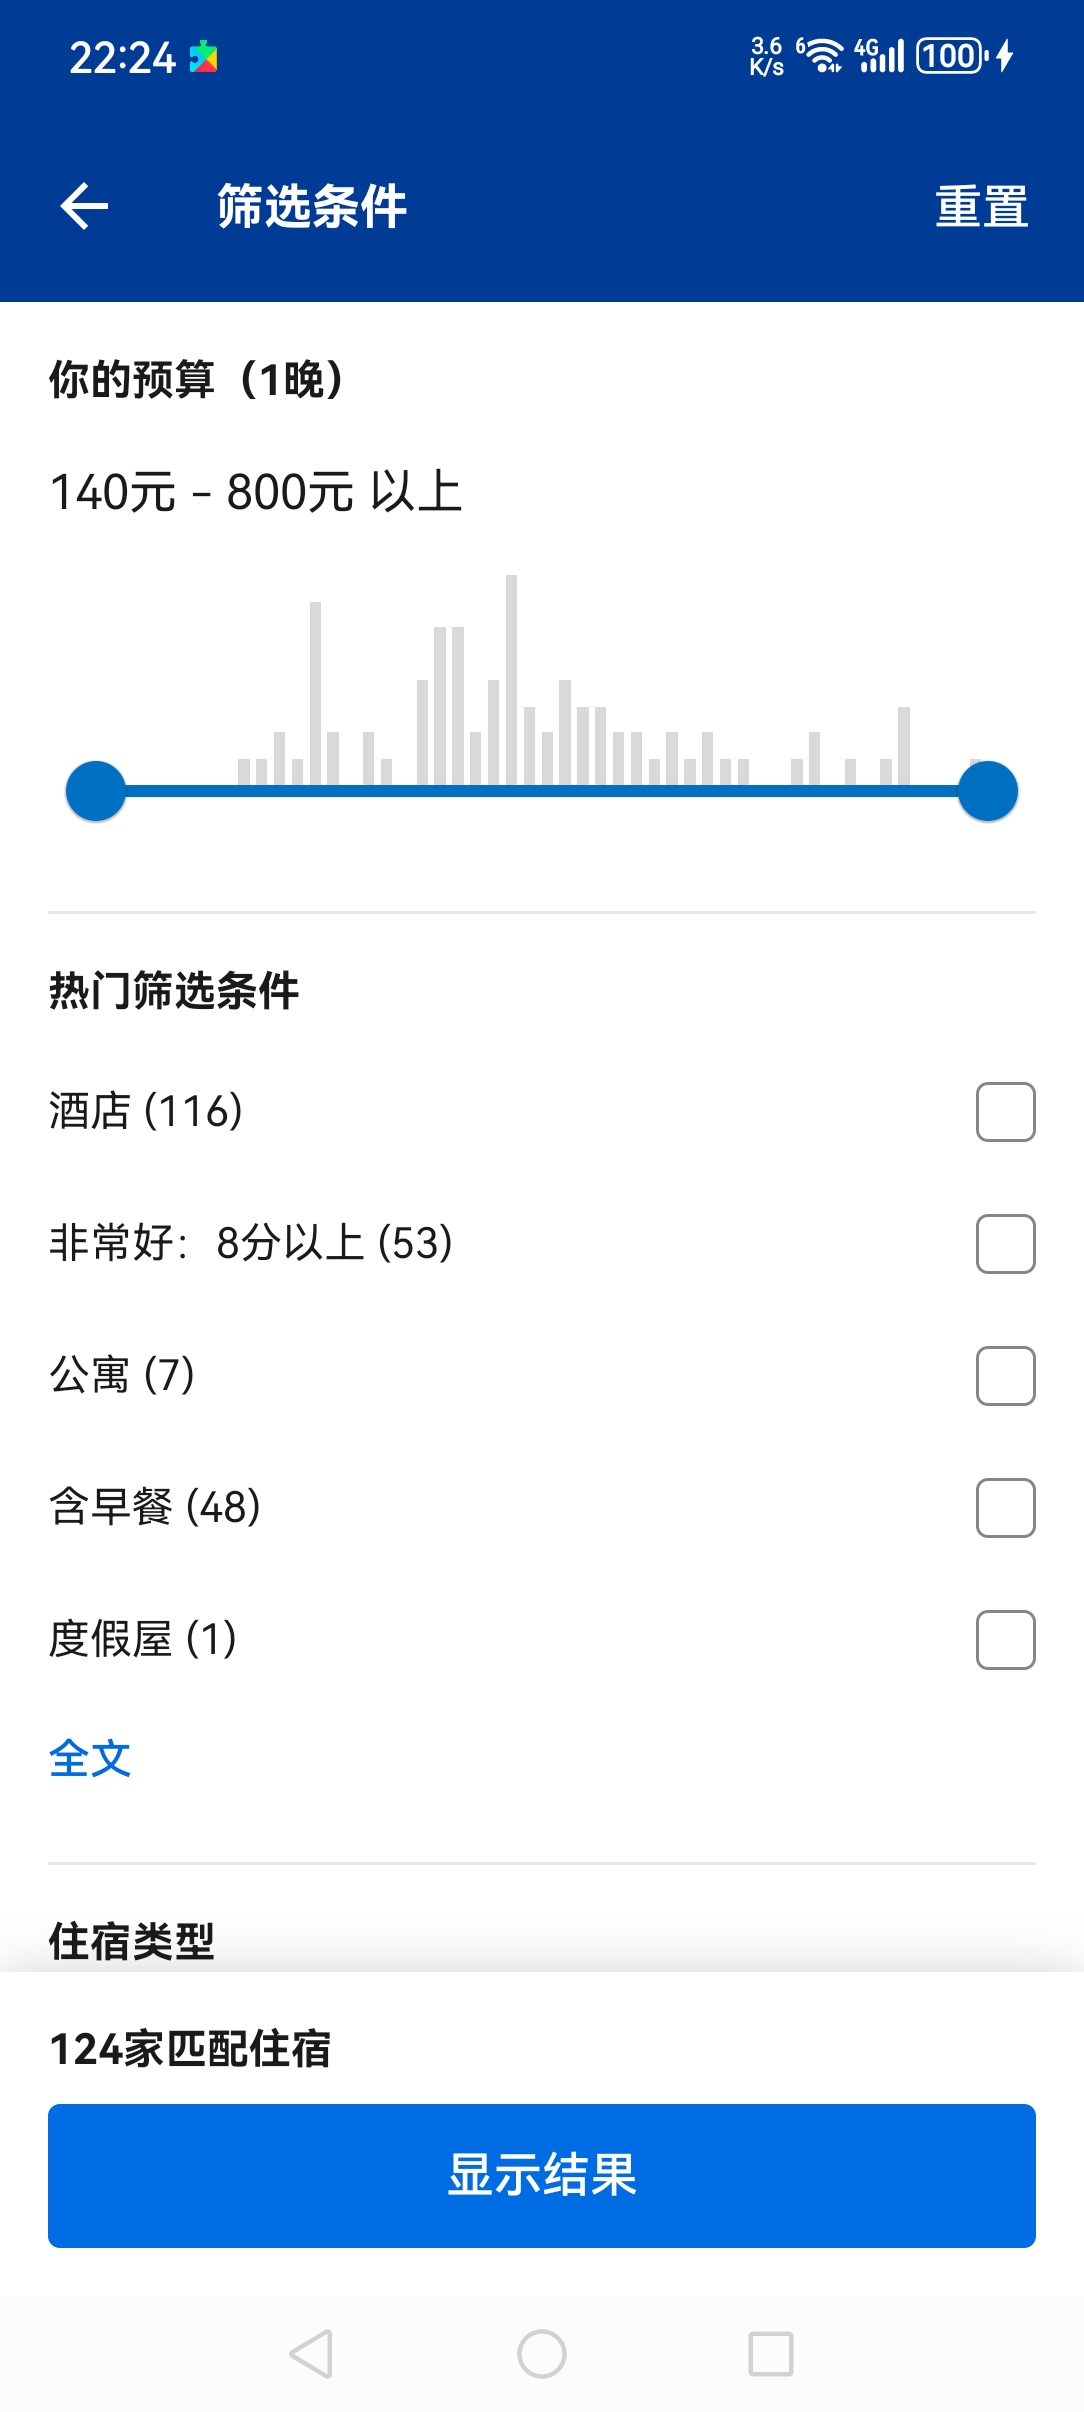 22:24
3.6 K/s 6 4G 100
筛选条件 重置
你的预算（1晚）
140元 – 800元 以上
热门筛选条件
酒店 (116)
非常好：8分以上 (53)
公寓 (7)
含早餐 (48)
度假屋 (1)
全文
住宿类型
124家匹配住宿
显示结果